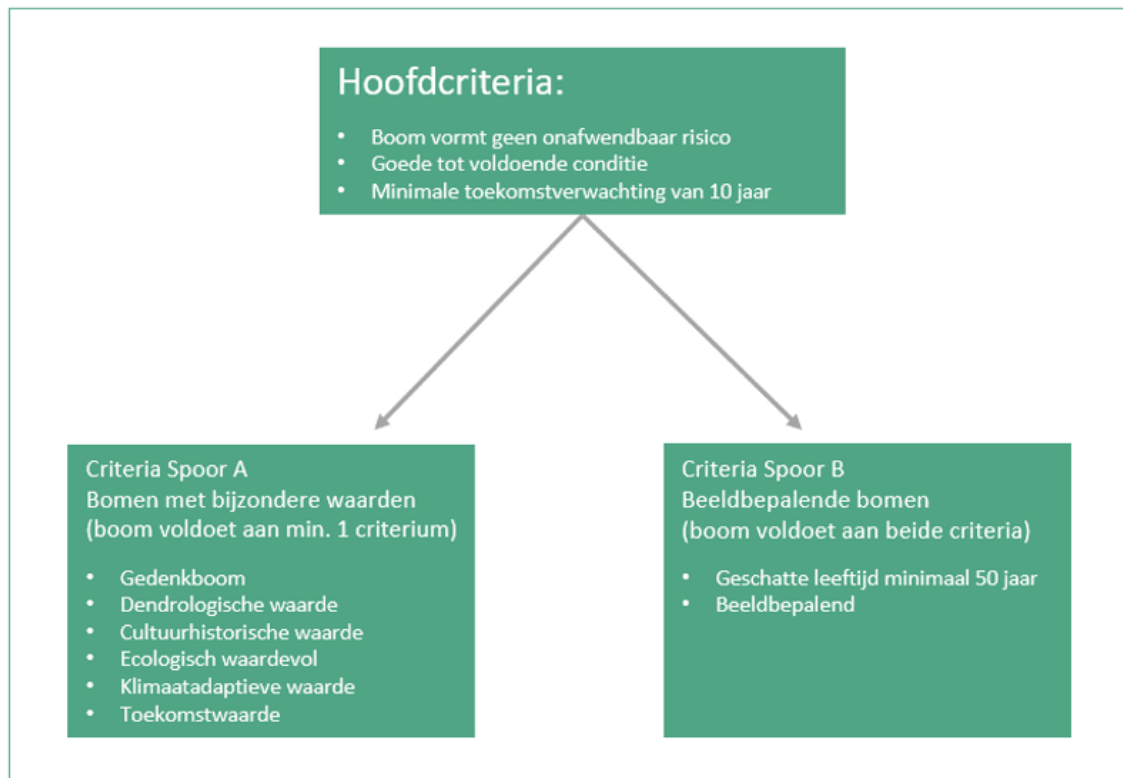 Hoofdcriteria:
• Boom vormt geen onafwendbaar risico
• Goede tot voldoende conditie
• Minimale toekomstverwachting van 10 jaar
Criteria Spoor A
Bomen met bijzondere waarden
(boom voldoet aan min. 1 criterium)
• Gedenkboom
• Dendrologische waarde
• Cultuurhistorische waarde
• Ecologisch waardevol
• Klimaatadaptieve waarde
• Toekomstwaarde
Criteria Spoor B
Beeldbepalende bomen
(boom voldoet aan beide criteria)
• Geschatte leeftijd minimaal 50 jaar
• Beeldbepalend